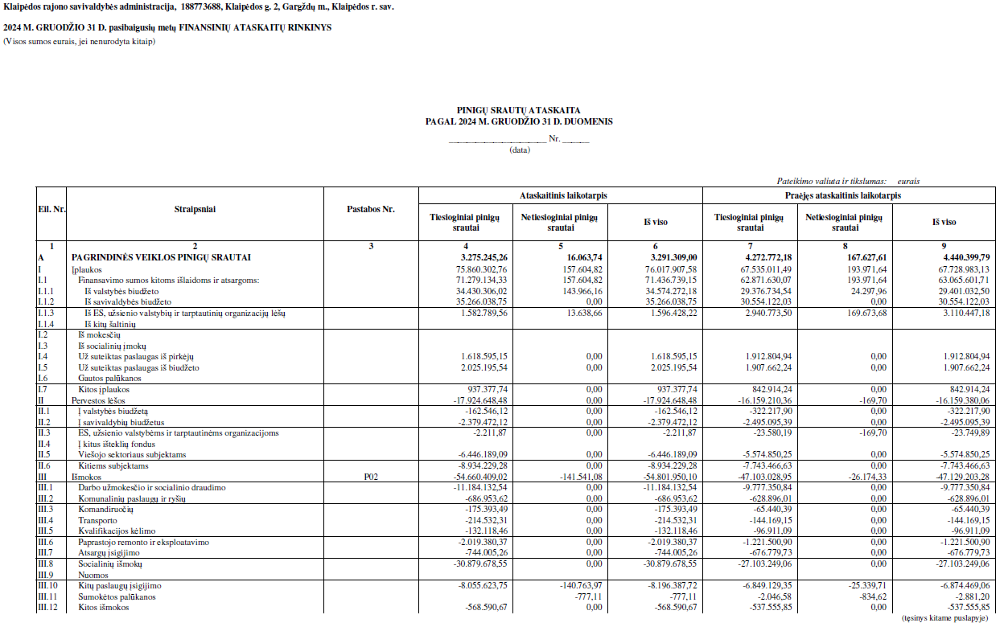 Klaipėdos rajono savivaldybės administracija, 188773688, Klaipėdos g. 2, Gargždų m., Klaipėdos r. sav.
2024 M. GRUODŽIO 31 D. pasibaigusių metų FINANSINIŲ ATASKAITŲ RINKINYS
(Visos sumos eurais, jei nenurodyta kitaip)
PINIGŲ SRAUTŲ ATASKAITA
PAGAL 2024 M. GRUODŽIO 31 D. DUOMENIS
______________________ Nr. ______
(data)
Pateikimo valiuta ir tikslumas: eurais
Eil. Nr. Straipsniai Pastabos Nr. Ataskaitinis laikotarpis Praėjęs ataskaitinis laikotarpis
Tiesioginiai pinigų srautai Netiesioginiai pinigų srautai Iš viso Tiesioginiai pinigų srautai Netiesioginiai pinigų srautai Iš viso
1 2 3 4 5 6 7 8 9
A PAGRINDINĖS VEIKLOS PINIGŲ SRAUTAI 3.275.245,26 16.063,74 3.291.309,00 4.272.772,18 167.627,61 4.440.399,79
I Įplaukos 75.860.302,76 157.604,82 76.017.907,58 67.535.011,49 193.971,64 67.728.983,13
I.1 Finansavimo sumos kitoms išlaidoms ir atsargoms: 71.279.134,33 157.604,82 71.436.739,15 62.871.630,07 193.971,64 63.065.601,71
I.1.1 Iš valstybės biudžeto 34.430.306,02 143.966,16 34.574.272,18 29.376.734,54 24.297,96 29.401.032,50
I.1.2 Iš savivaldybės biudžeto 35.266.038,75 0,00 35.266.038,75 30.554.122,03 0,00 30.554.122,03
I.1.3 Iš ES, užsienio valstybių ir tarptautinių organizacijų lėšų 1.582.789,56 13.638,66 1.596.428,22 2.940.773,50 169.673,68 3.110.447,18
I.1.4 Iš kitų šaltinių
I.2 Iš mokesčių
I.3 Iš socialinių įmokų
I.4 Už suteiktas paslaugas iš pirkėjų 1.618.595,15 0,00 1.618.595,15 1.912.804,94 0,00 1.912.804,94
I.5 Už suteiktas paslaugas iš biudžeto 2.025.195,54 0,00 2.025.195,54 1.907.662,24 0,00 1.907.662,24
I.6 Gautos palūkanos
I.7 Kitos įplaukos 937.377,74 0,00 937.377,74 842.914,24 0,00 842.914,24
II Pervestos lėšos -17.924.648,48 0,00 -17.924.648,48 -16.159.210,36 -169,70 -16.159.380,06
II.1 Į valstybės biudžetą -162.546,12 0,00 -162.546,12 -322.217,90 0,00 -322.217,90
II.2 Į savivaldybių biudžetus -2.379.472,12 0,00 -2.379.472,12 -2.495.095,39 0,00 -2.495.095,39
II.3 ES, užsienio valstybėms ir tarptautinėms organizacijoms -2.211,87 0,00 -2.211,87 -23.580,19 -169,70 -23.749,89
II.4 Į kitus išteklių fondus
II.5 Viešojo sektoriaus subjektams -6.446.189,09 0,00 -6.446.189,09 -5.574.850,25 0,00 -5.574.850,25
II.6 Kitiems subjektams -8.934.229,28 0,00 -8.934.229,28 -7.743.466,63 0,00 -7.743.466,63
III Išmokos P02 -54.660.409,02 -141.541,08 -54.801.950,10 -47.103.028,95 -26.174,33 -47.129.203,28
III.1 Darbo užmokesčio ir socialinio draudimo -11.184.132,54 0,00 -11.184.132,54 -9.777.350,84 0,00 -9.777.350,84
III.2 Komunalinių paslaugų ir ryšių -686.953,62 0,00 -686.953,62 -628.896,01 0,00 -628.896,01
III.3 Komandiruočių -175.393,49 0,00 -175.393,49 -65.440,39 0,00 -65.440,39
III.4 Transporto -214.532,31 0,00 -214.532,31 -144.169,15 0,00 -144.169,15
III.5 Kvalifikacijos kėlimo -132.118,46 0,00 -132.118,46 -96.911,09 0,00 -96.911,09
III.6 Paprastojo remonto ir eksploatavimo -2.019.380,37 0,00 -2.019.380,37 -1.221.500,90 0,00 -1.221.500,90
III.7 Atsargų įsigijimo -744.005,26 0,00 -744.005,26 -676.779,73 0,00 -676.779,73
III.8 Socialinių išmokų -30.879.678,55 0,00 -30.879.678,55 -27.103.249,06 0,00 -27.103.249,06
III.9 Nuomos
III.10 Kitų paslaugų įsigijimo -8.055.623,75 -140.763,97 -8.196.387,72 -6.849.129,35 -25.339,71 -6.874.469,06
III.11 Sumokėtos palūkanos -777,11 -777,11 -2.046,58 -834,62 -2.881,20
III.12 Kitos išmokos -568.590,67 0,00 -568.590,67 -537.555,85 0,00 -537.555,85
(tęsinys kitame puslapyje)